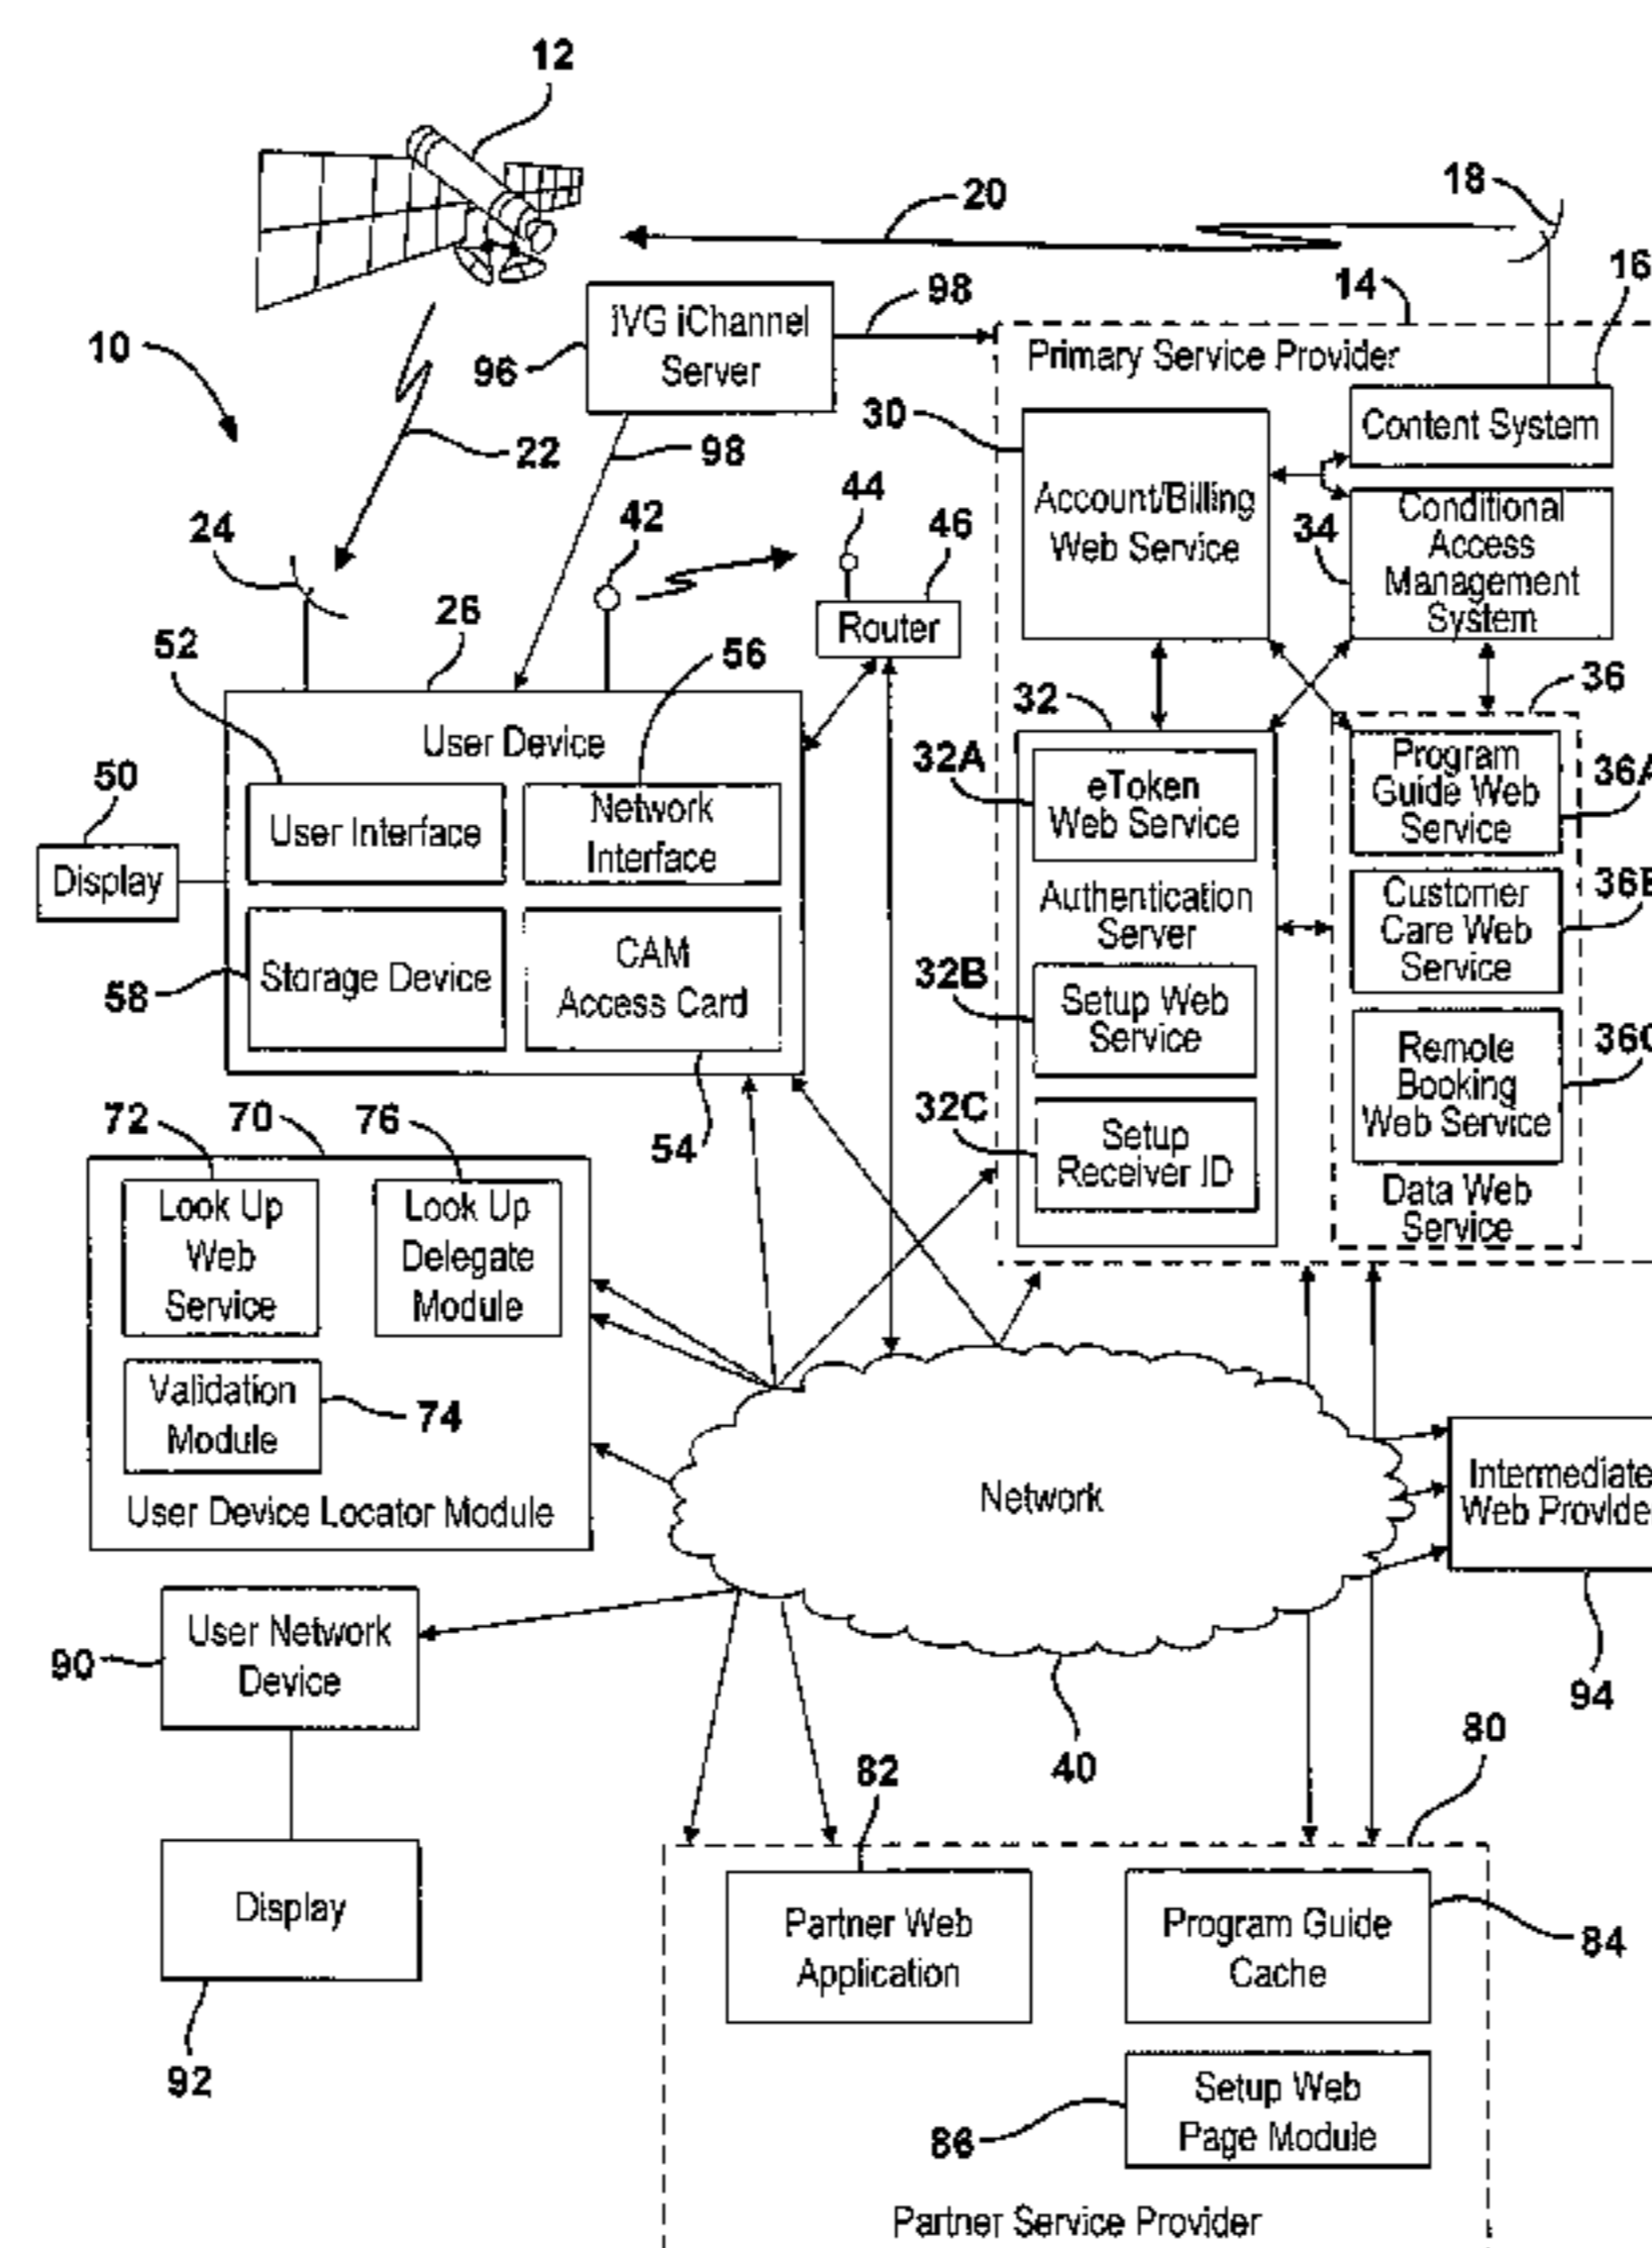 12
20
18
16
14
98
10
iVG iChannel
Server
96
Primary Service Provider
30
Content System
22
98
Account/Billing
Web Service
34
Conditional
Access
Management
System
24
42
44
46
Router
52
26
56
36
32
User Device
50
Display
User Interface
Network
Interface
58
Storage Device
CAM
Access Card
54
32A
eToken
Web Service
Authentication
Server
32B
Setup Web
Service
32C
Setup
Receiver ID
Program
Guide Web
Service
36A
Customer
Care Web
Service
36B
Remote
Booking
Web Service
36C
Data Web
Service
72
70
76
Look Up
Web
Service
Look Up
Delegate
Module
Validation
Module
74
User Device Locator Module
Network
Intermediate
Web Provide
94
90
User Network
Device
40
80
82
Display
92
Partner Web
Application
Program Guide
Cache
84
86
Setup Web
Page Module
Partner Service Provider